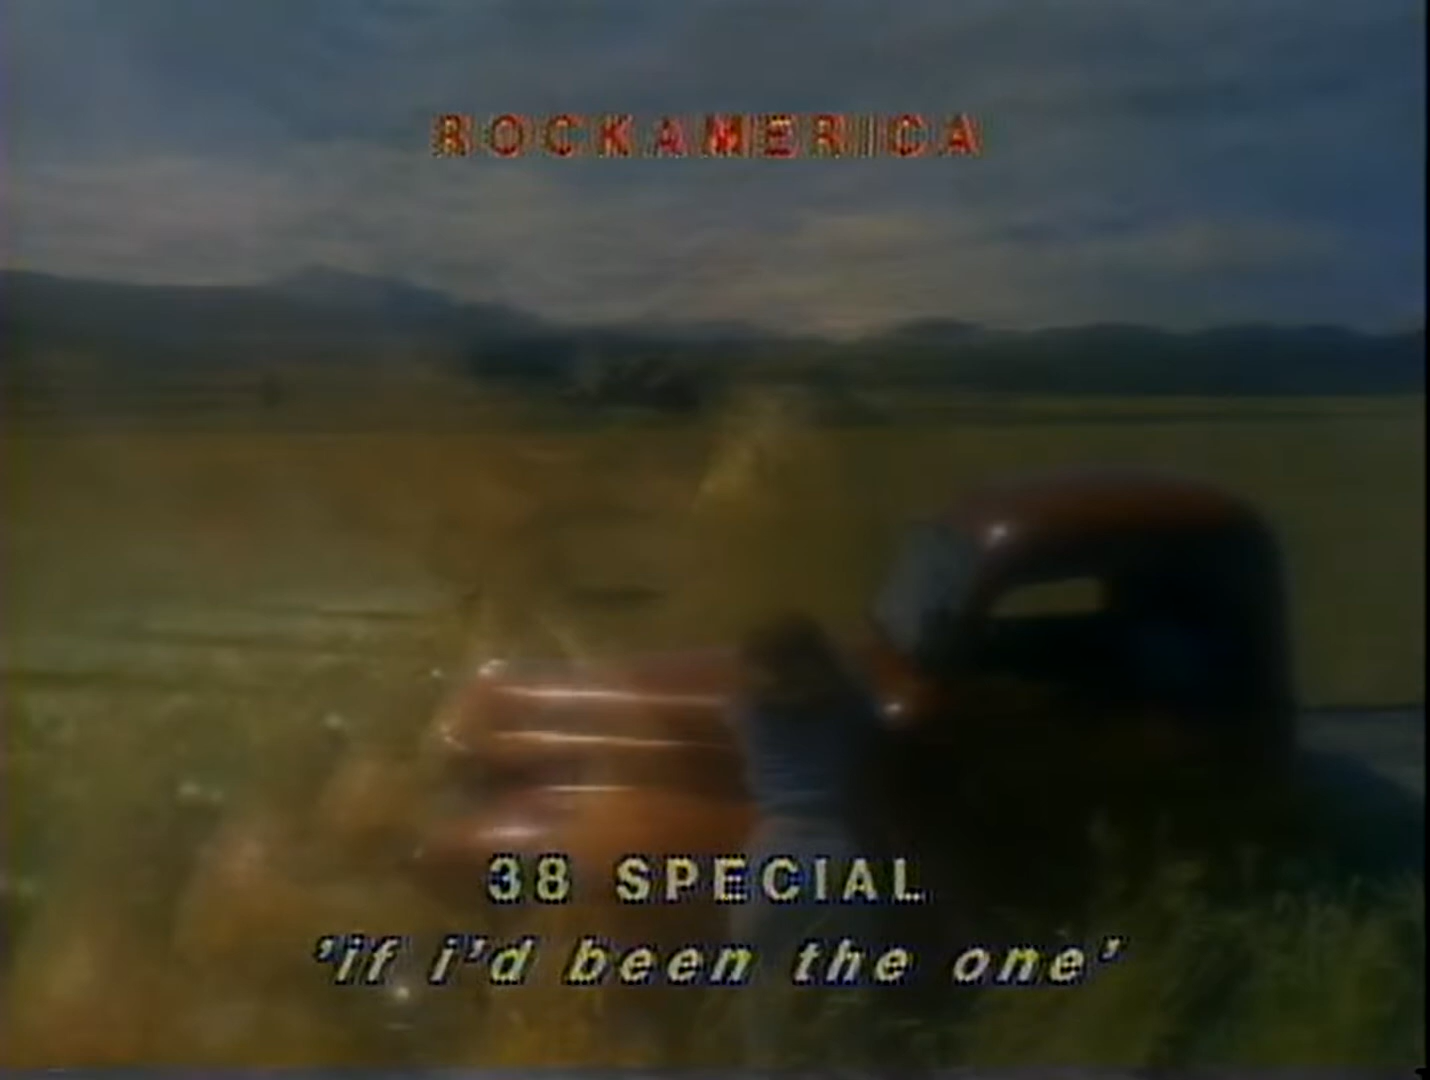 ROCKAMERICA
38 SPECIAL
'if i'd been the one'